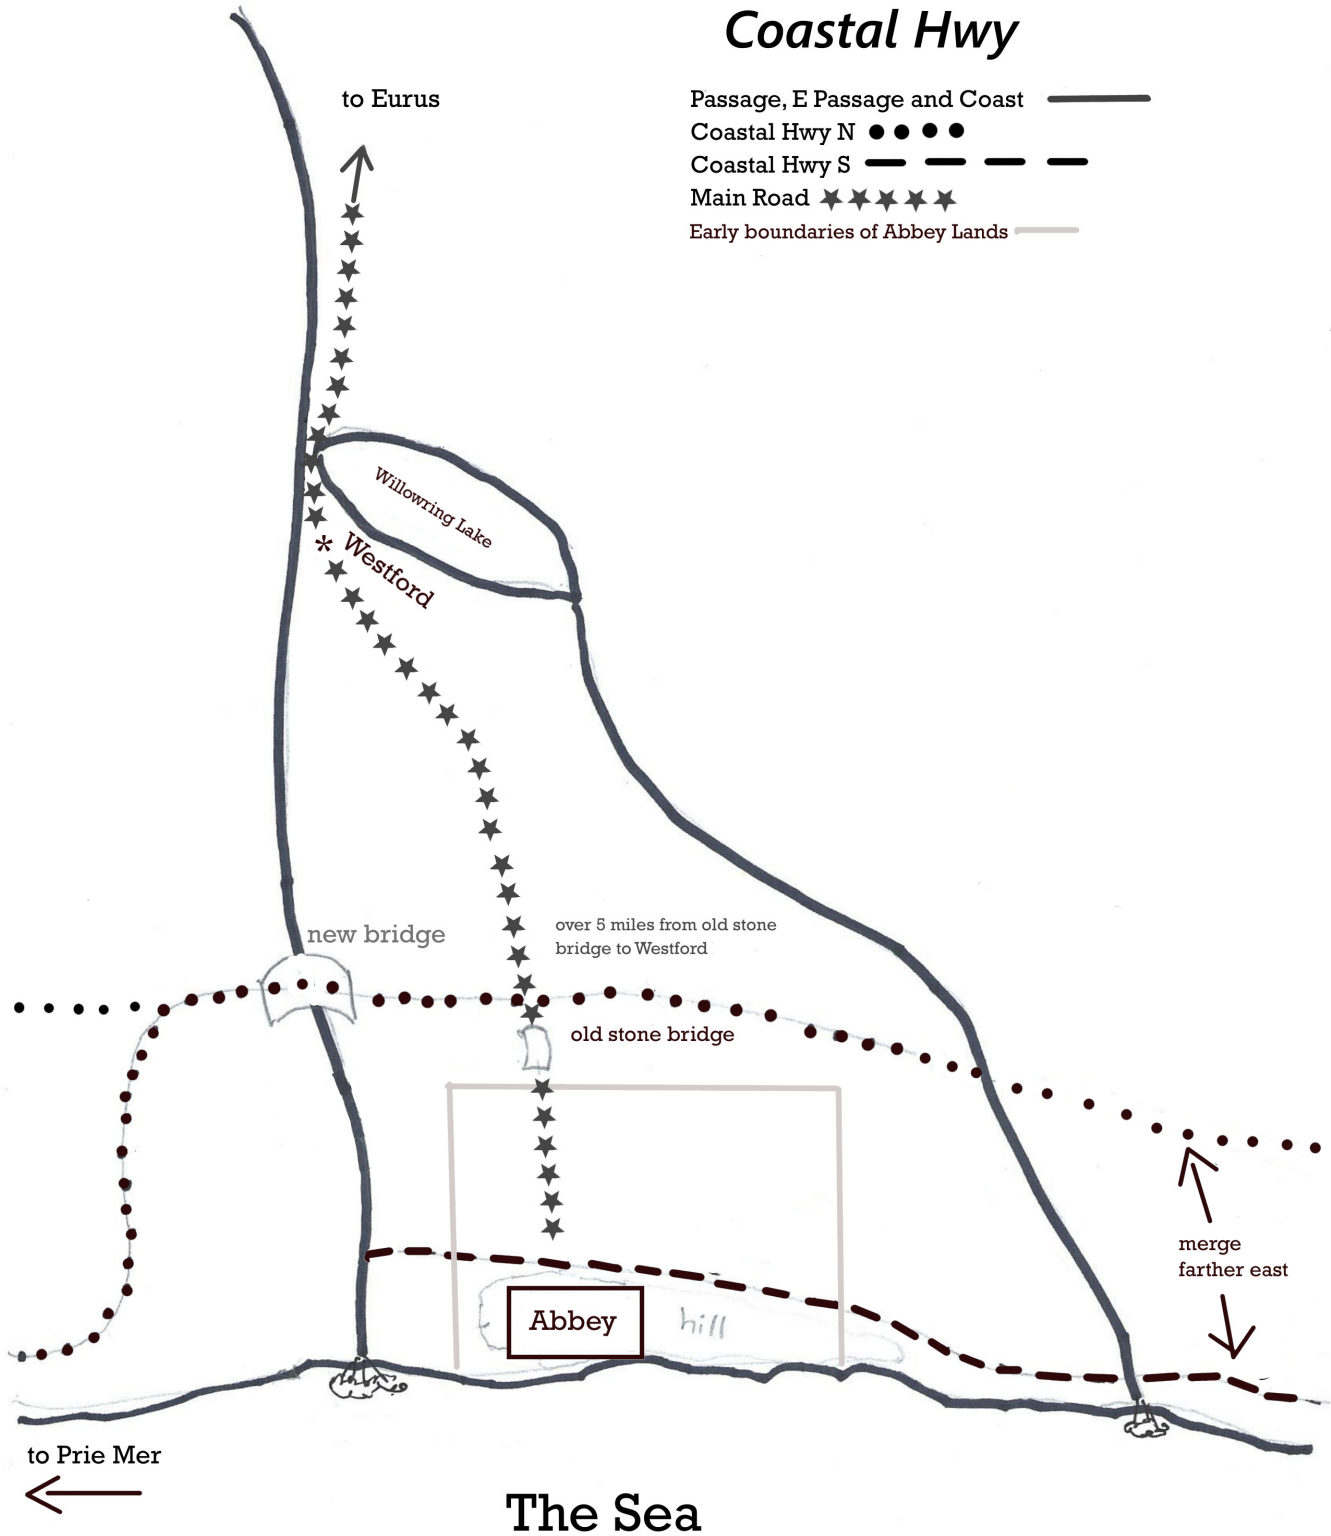 Coastal Hwy
to Eurus
Passage, E Passage and Coast
Coastal Hwy N
Coastal Hwy S
Main Road
Early boundaries of Abbey Lands
Willowring Lake
* Westford
new bridge
over 5 miles from old stone
bridge to Westford
old stone bridge
merge
farther east
Abbey
hill
to Prie Mer
The Sea